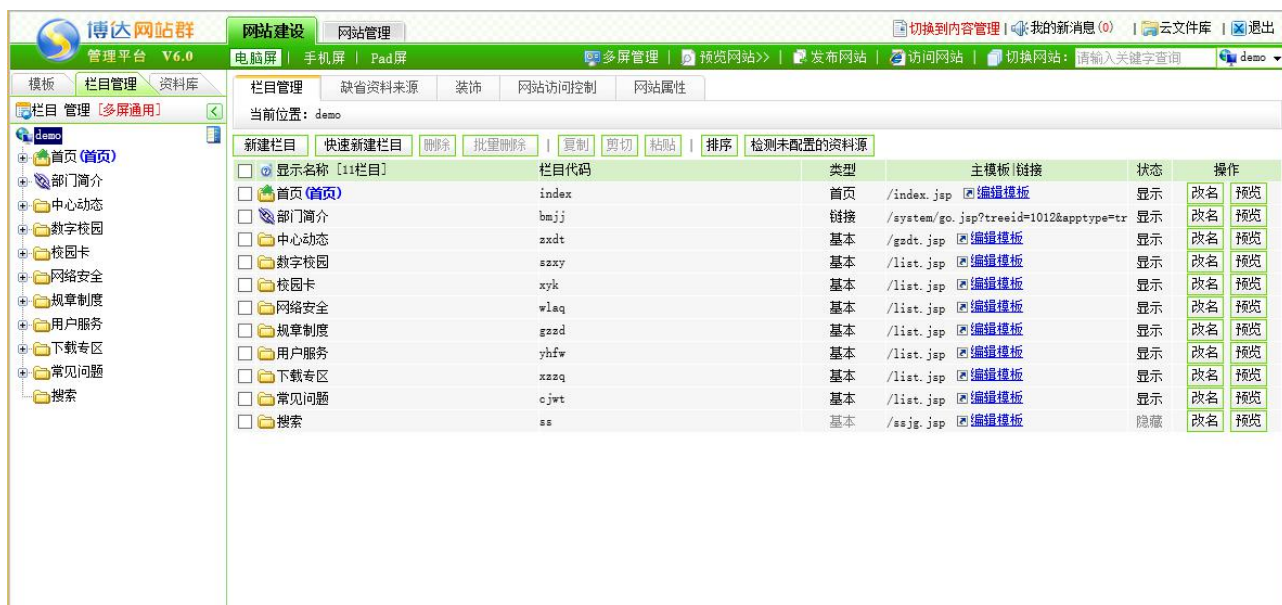 博达网站群 网站建设 网站管理 切换到内容管理 | 我的新消息(0) | 云文件库 | 退出
管理平台 V6.0 电脑屏 | 手机屏 | Pad屏 多屏管理 | 预览网站>> | 发布网站 | 访问网站 | 切换网站: 请输入关键字查询 demo
模板 栏目管理 资料库 栏目管理 缺省资料来源 装饰 网站访问控制 网站属性
栏目 管理 [多屏通用] 当前位置: demo
demo
首页(首页)
部门简介
中心动态
数字校园
校园卡
网络安全
规章制度
用户服务
下载专区
常见问题
搜索
新建栏目 快速新建栏目 删除 批量删除 | 复制 剪切 粘贴 | 排序 检测未配置的资料源
显示名称 [11栏目] 栏目代码 类型 主模板|链接 状态 操作
首页(首页) index 首页 /index.jsp 编辑模板 显示 改名 预览
部门简介 bmjj 链接 /system/go.jsp?treeid=1012&apptype=tr 显示 改名 预览
中心动态 zxdt 基本 /gzdt.jsp 编辑模板 显示 改名 预览
数字校园 szxy 基本 /list.jsp 编辑模板 显示 改名 预览
校园卡 xyk 基本 /list.jsp 编辑模板 显示 改名 预览
网络安全 wlaq 基本 /list.jsp 编辑模板 显示 改名 预览
规章制度 gzzd 基本 /list.jsp 编辑模板 显示 改名 预览
用户服务 yhfw 基本 /list.jsp 编辑模板 显示 改名 预览
下载专区 xzzq 基本 /list.jsp 编辑模板 显示 改名 预览
常见问题 cjwt 基本 /list.jsp 编辑模板 显示 改名 预览
搜索 ss 基本 /ssjg.jsp 编辑模板 隐藏 改名 预览